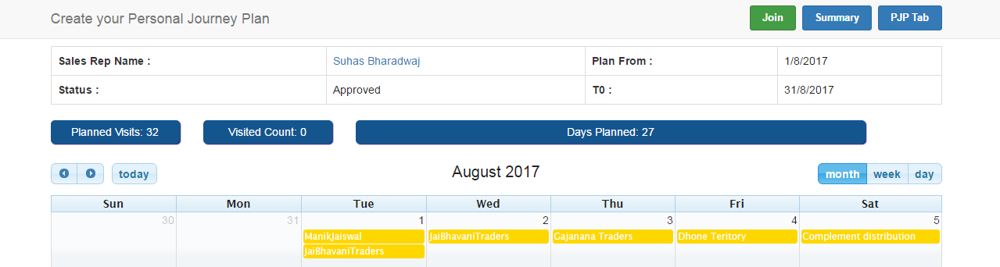 Create your Personal Journey Plan Join Summary PJP Tab
Sales Rep Name : Suhas Bharadwaj Plan From : 1/8/2017
Status : Approved T0 : 31/8/2017
Planned Visits: 32 Visited Count: 0 Days Planned: 27
today August 2017 month week day
Sun Mon Tue Wed Thu Fri Sat
30 31 1 2 3 4 5
ManikJaiswal JaiBhavaniTraders Gajanana Traders Dhone Teritory Complement distribution
JaiBhavaniTraders